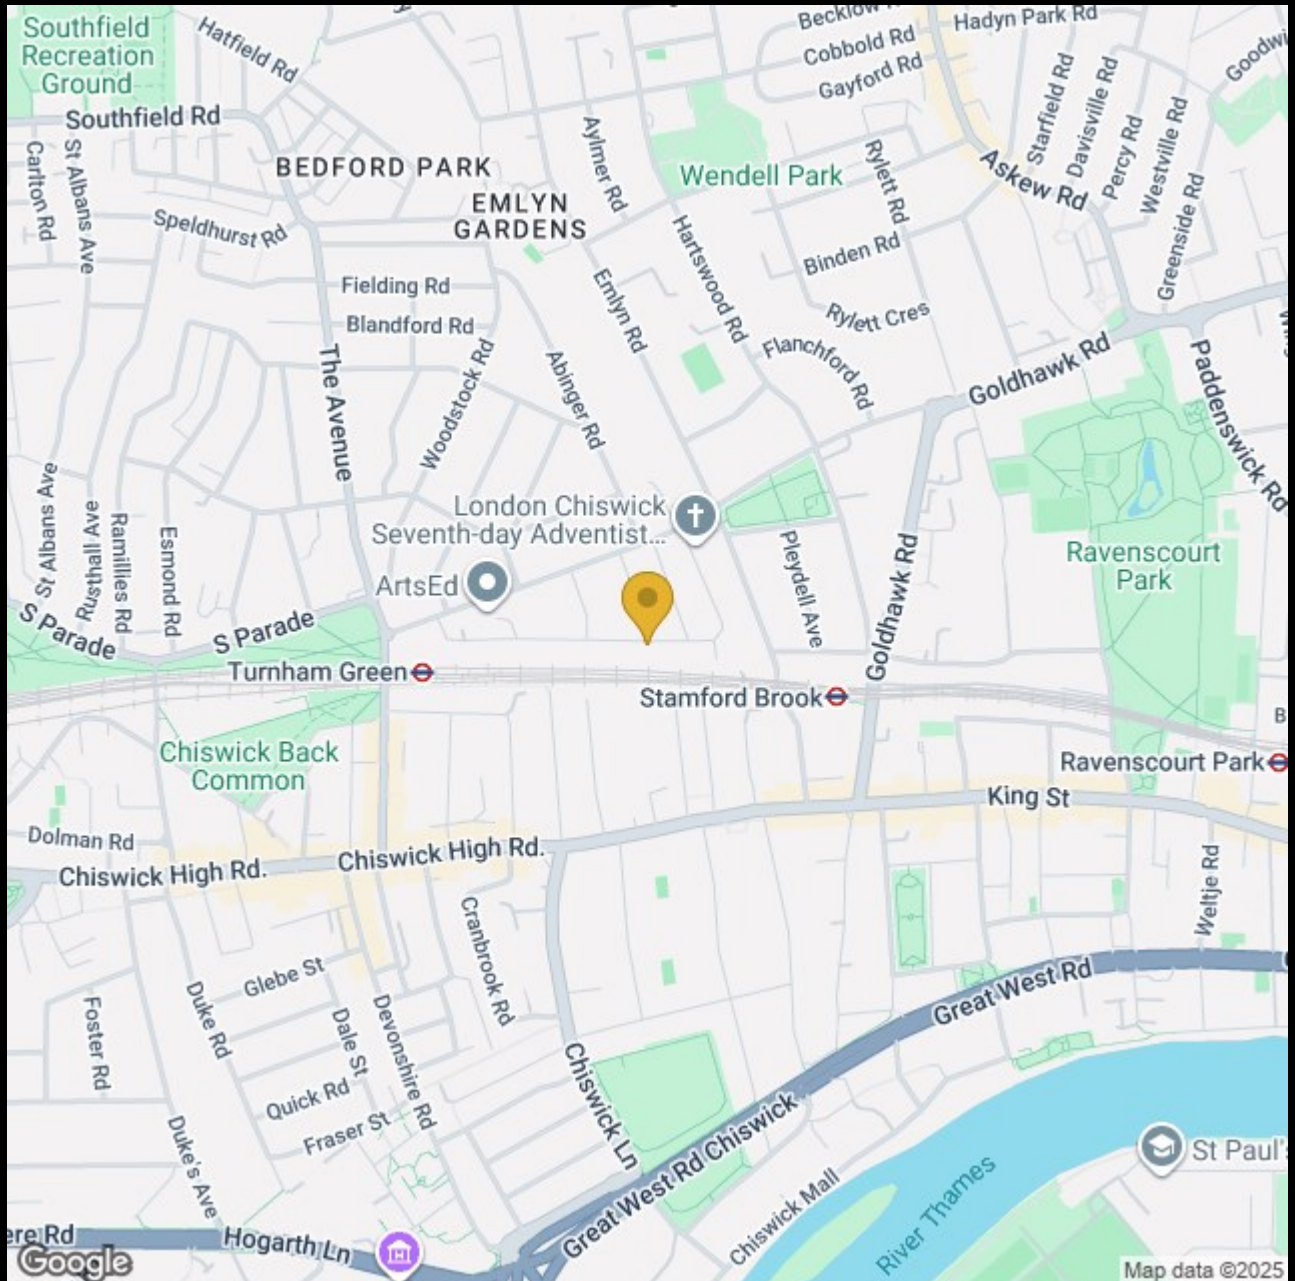 Southfield
Recreation
Ground
Hatfield Rd
Becklow
Hadyn Park Rd
Cobbold Rd
Gayford Rd
Southfield Rd
Carlton Rd
St Albans Ave
BEDFORD PARK
EMLYN
GARDENS
Aylmer Rd
Wendell Park
Rylett Rd
Askew Rd
Starfield Rd
Davisville Rd
Percy Rd
Westville Rd
Greenside Rd
Speldhurst Rd
Hartswood Rd
Binden Rd
Fielding Rd
Emlyn Rd
Rylett Cres
Blandford Rd
The Avenue
Woodstock Rd
Abinger Rd
Flanchford Rd
Goldhawk Rd
Paddenswick Rd
St Albans Ave
Rusthall Ave
Ramillies Rd
Esmond Rd
London Chiswick
Seventh-day Adventist...
ArtsEd
Pleydell Ave
Goldhawk Rd
Ravenscourt
Park
S Parade
S Parade
Turnham Green
Stamford Brook
Chiswick Back
Common
Ravenscourt Park
King St
Dolman Rd
Chiswick High Rd.
Chiswick High Rd.
Weltje Rd
Cranbrook Rd
Glebe St
Duke Rd
Foster Rd
Dale St
Devonshire Rd
Great West Rd
Quick Rd
Fraser St
Chiswick Ln
Duke's Ave
Great West Rd Chiswick
Chiswick Mall
River Thames
St Paul's
ere Rd
Hogarth Ln
Google
Map data ©2025